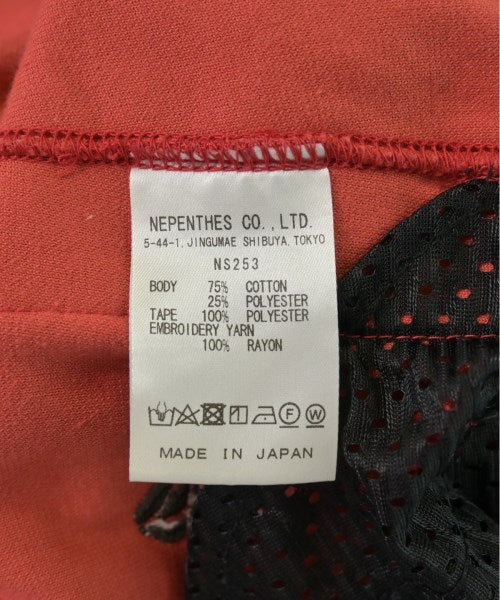 NEPENTHES CO.,LTD.
5-44-1, JINGUMAE SHIBUYA, TOKYO
NS253
BODY 75% COTTON
25% POLYESTER
TAPE 100% POLYESTER
EMBROIDERY YARN
100% RAYON
F W
MADE IN JAPAN